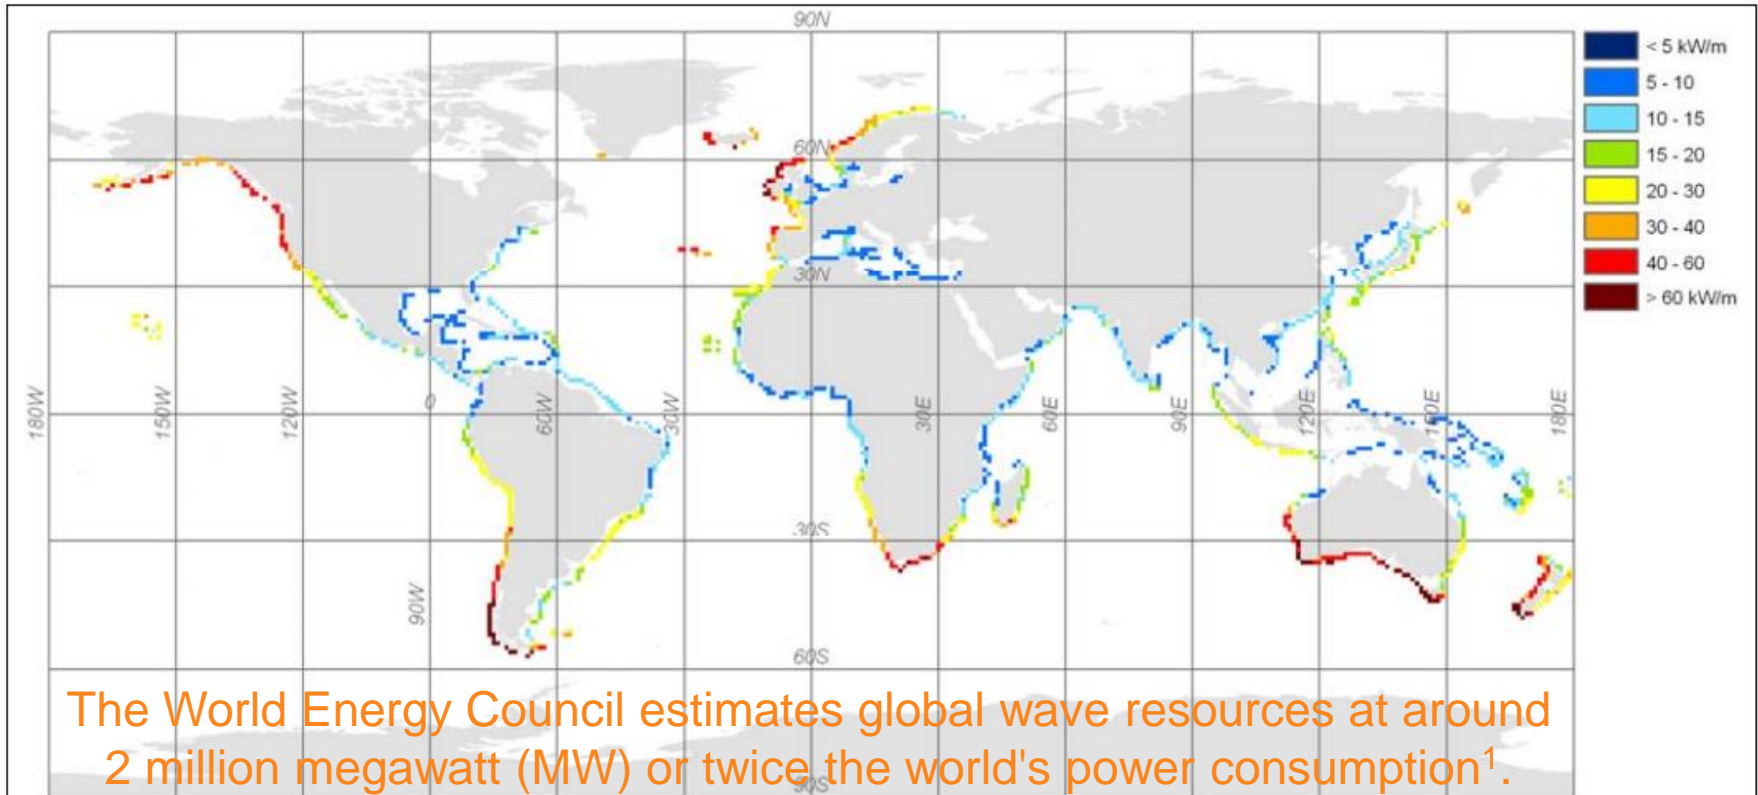 90N
< 5 kW/m
5 - 10
10 - 15
15 - 20
20 - 30
30 - 40
40 - 60
> 60 kW/m
60N
30N
180W
150W
120W
0
60W
30W
30E
60E
90E
120E
150E
180E
30S
90W
60S
The World Energy Council estimates global wave resources at around
2 million megawatt (MW) or twice the world's power consumption¹.
90S